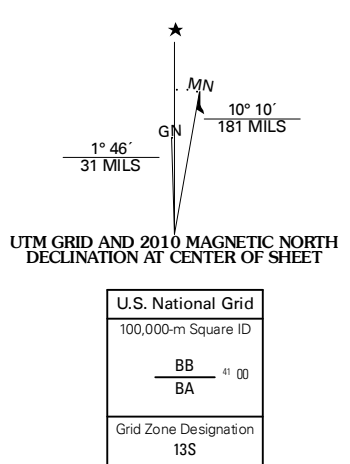 ★
MN
10° 10´
181 MILS
GN
1° 46´
31 MILS
UTM GRID AND 2010 MAGNETIC NORTH
DECLINATION AT CENTER OF SHEET
U.S. National Grid
100,000-m Square ID
BB
41 00
BA
Grid Zone Designation
13S